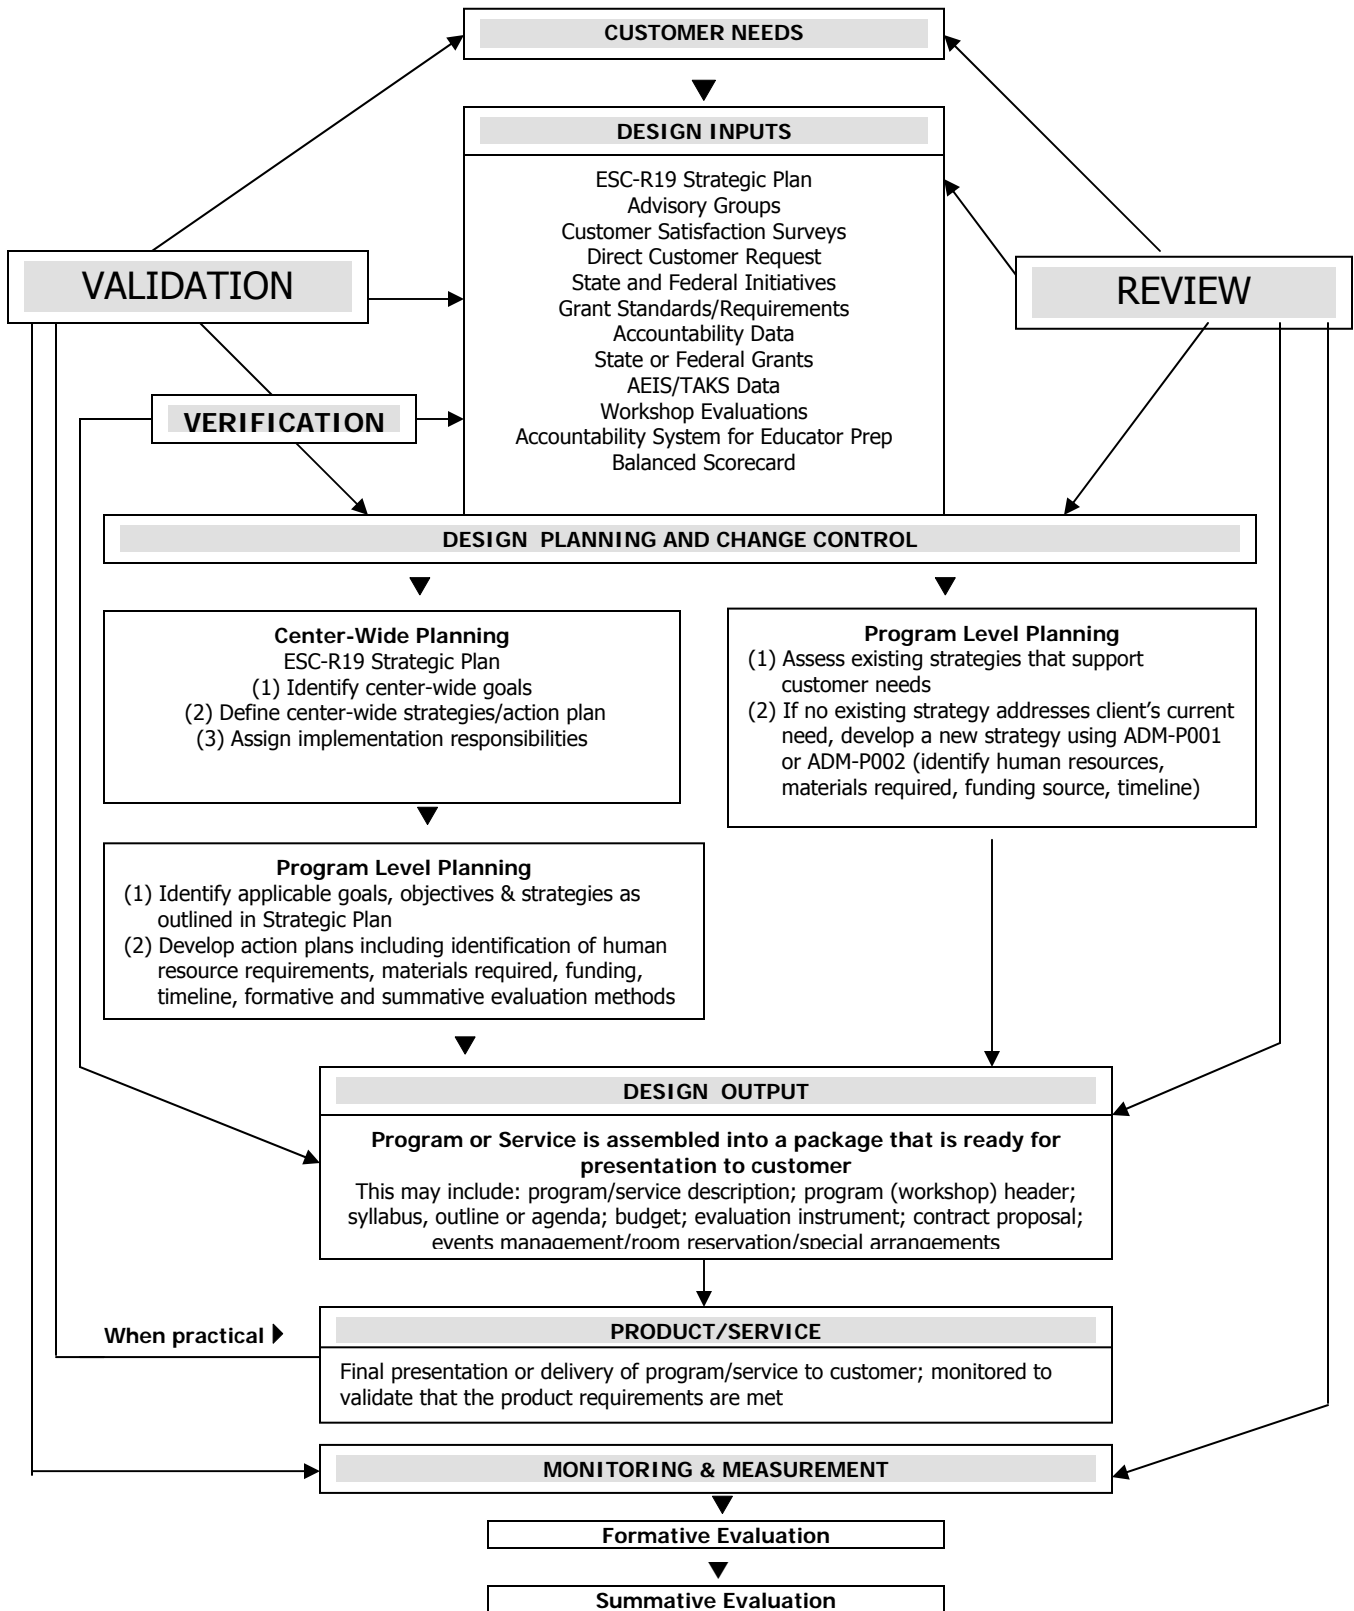 CUSTOMER NEEDS
DESIGN INPUTS
ESC-R19 Strategic Plan
Advisory Groups
Customer Satisfaction Surveys
Direct Customer Request
State and Federal Initiatives
Grant Standards/Requirements
Accountability Data
State or Federal Grants
AEIS/TAKS Data
Workshop Evaluations
Accountability System for Educator Prep
Balanced Scorecard
VALIDATION
REVIEW
VERIFICATION
DESIGN PLANNING AND CHANGE CONTROL
Center-Wide Planning
ESC-R19 Strategic Plan
(1) Identify center-wide goals
(2) Define center-wide strategies/action plan
(3) Assign implementation responsibilities
Program Level Planning
(1) Assess existing strategies that support
customer needs
(2) If no existing strategy addresses client's current
need, develop a new strategy using ADM-P001
or ADM-P002 (identify human resources,
materials required, funding source, timeline)
Program Level Planning
(1) Identify applicable goals, objectives & strategies as
outlined in Strategic Plan
(2) Develop action plans including identification of human
resource requirements, materials required, funding,
timeline, formative and summative evaluation methods
DESIGN OUTPUT
Program or Service is assembled into a package that is ready for
presentation to customer
This may include: program/service description; program (workshop) header;
syllabus, outline or agenda; budget; evaluation instrument; contract proposal;
events management/room reservation/special arrangements
When practical
PRODUCT/SERVICE
Final presentation or delivery of program/service to customer; monitored to
validate that the product requirements are met
MONITORING & MEASUREMENT
Formative Evaluation
Summative Evaluation